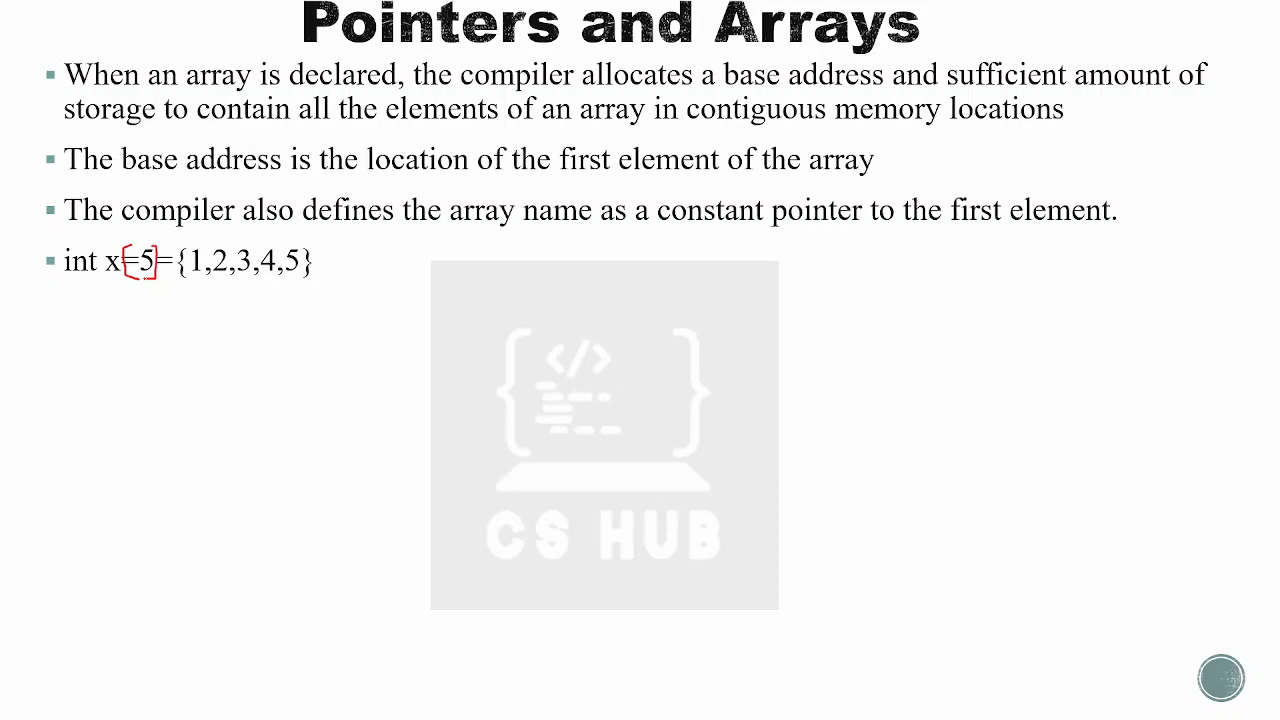 Pointers and Arrays
▪ When an array is declared, the compiler allocates a base address and sufficient amount of
storage to contain all the elements of an array in contiguous memory locations
▪ The base address is the location of the first element of the array
▪ The compiler also defines the array name as a constant pointer to the first element.
▪ int x=5={1,2,3,4,5}
</>
CS HUB